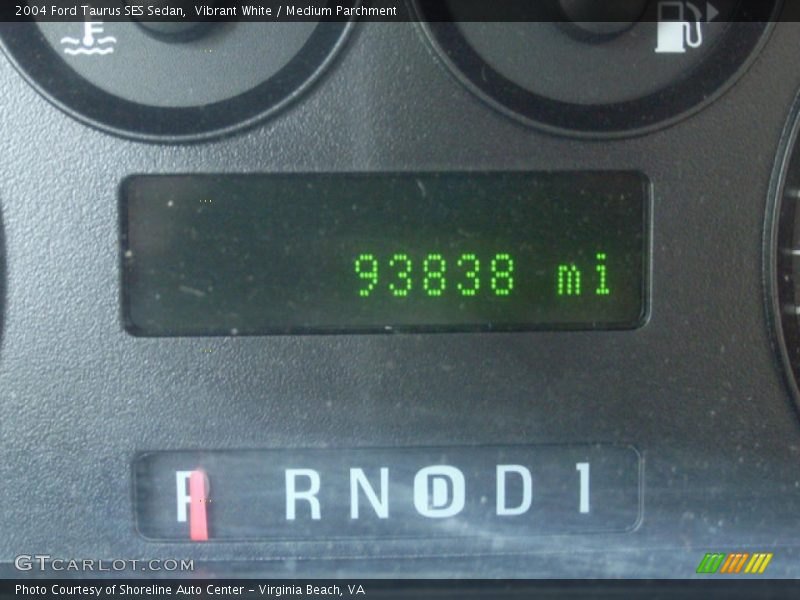 2004 Ford Taurus SES Sedan, Vibrant White / Medium Parchment
93838 mi
P R N D D 1
GTCARLOT.COM
Photo Courtesy of Shoreline Auto Center - Virginia Beach, VA